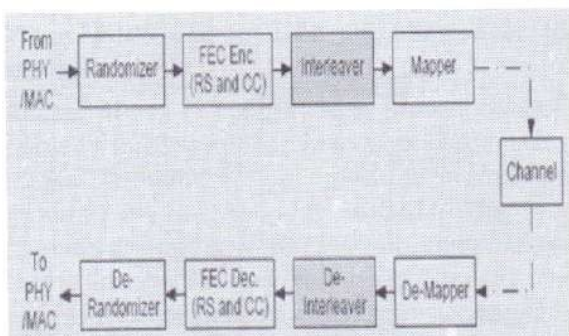 From
PHY
/MAC
Randomizer
FEC Enc.
(RS and CC)
Interleaver
Mapper
Channel
To
PHY
/MAC
De-
Randomizer
FEC Dec.
(RS and CC)
De-
Interleaver
De-Mapper